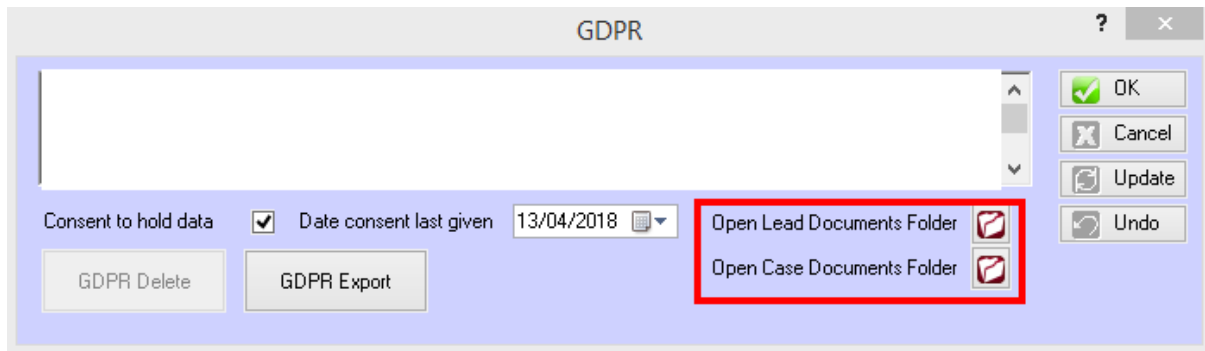 GDPR ?
OK
Cancel
Update
Consent to hold data Date consent last given 13/04/2018 Open Lead Documents Folder Undo
GDPR Delete GDPR Export Open Case Documents Folder